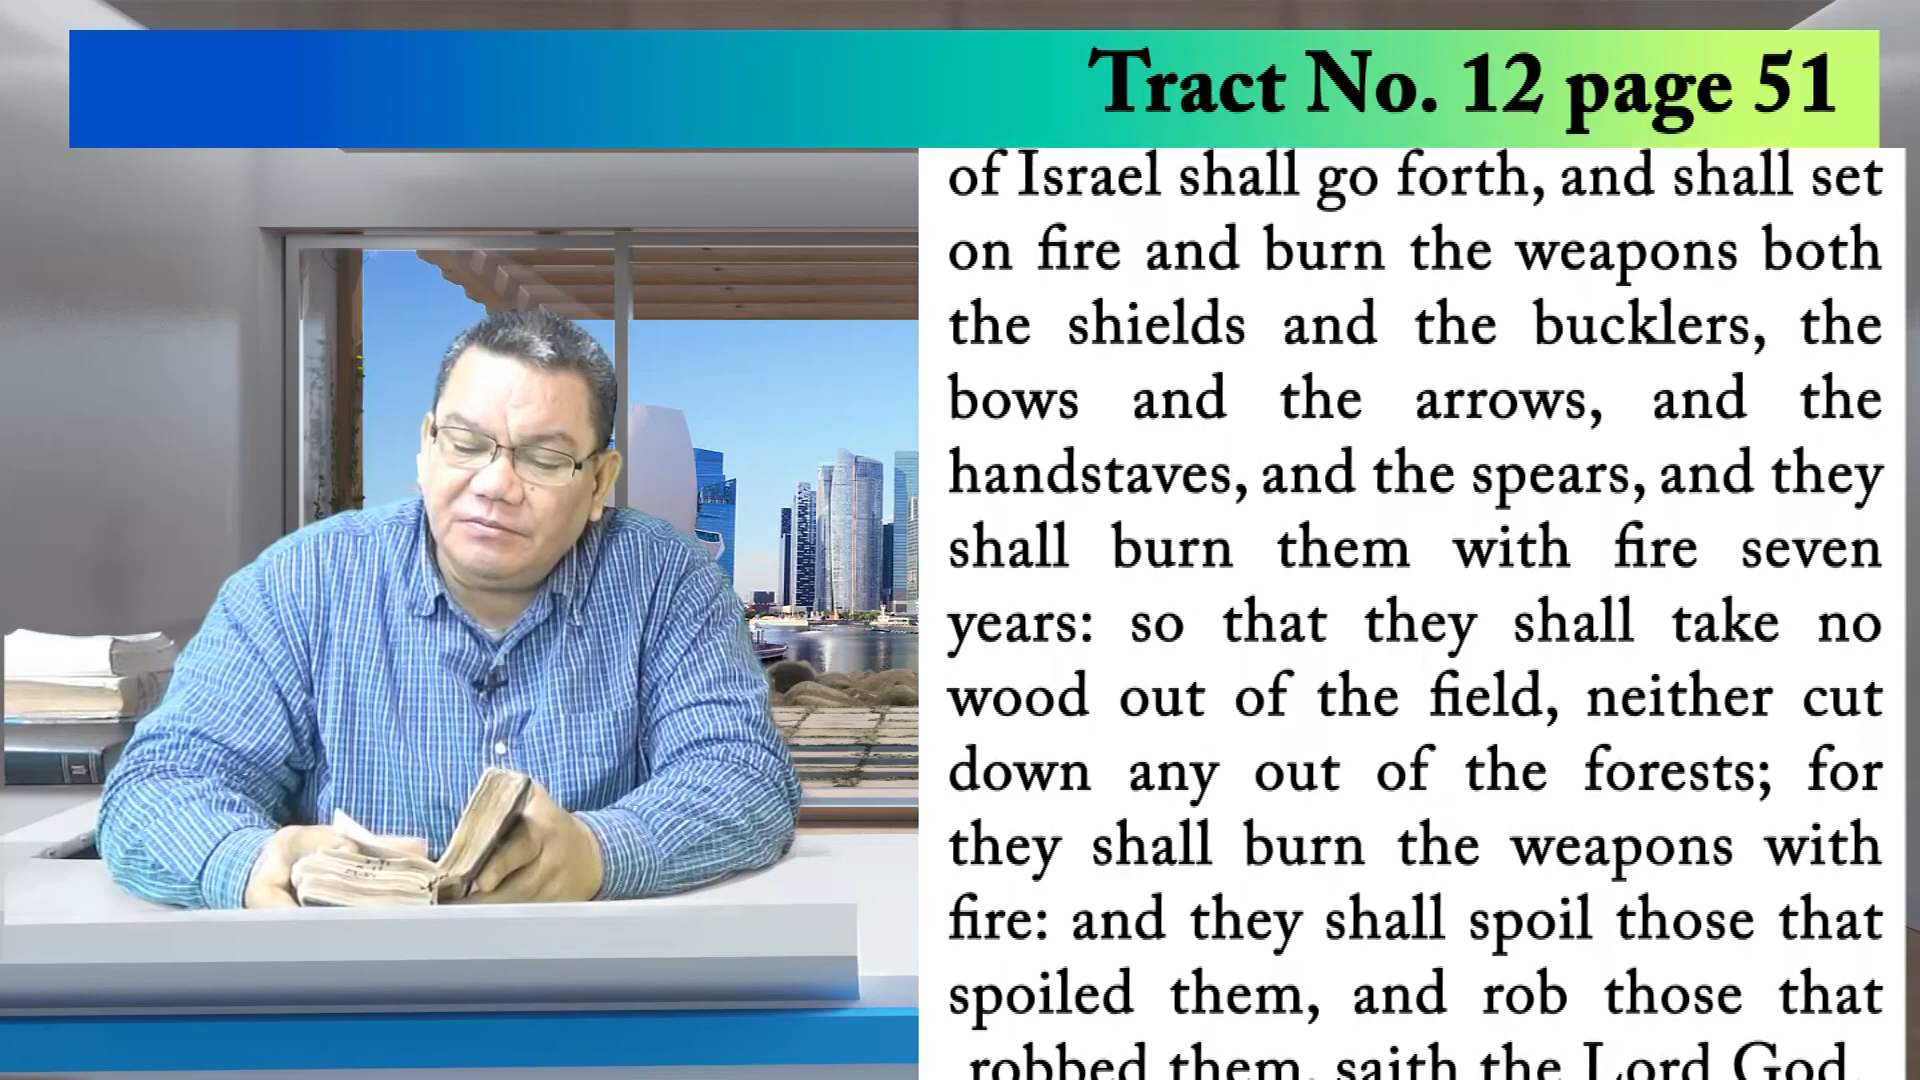 Tract No. 12 page 51
of Israel shall go forth, and shall set
on fire and burn the weapons both
the shields and the bucklers, the
bows and the arrows, and the
handstaves, and the spears, and they
shall burn them with fire seven
years: so that they shall take no
wood out of the field, neither cut
down any out of the forests; for
they shall burn the weapons with
fire: and they shall spoil those that
spoiled them, and rob those that
robbed them, saith the Lord God.